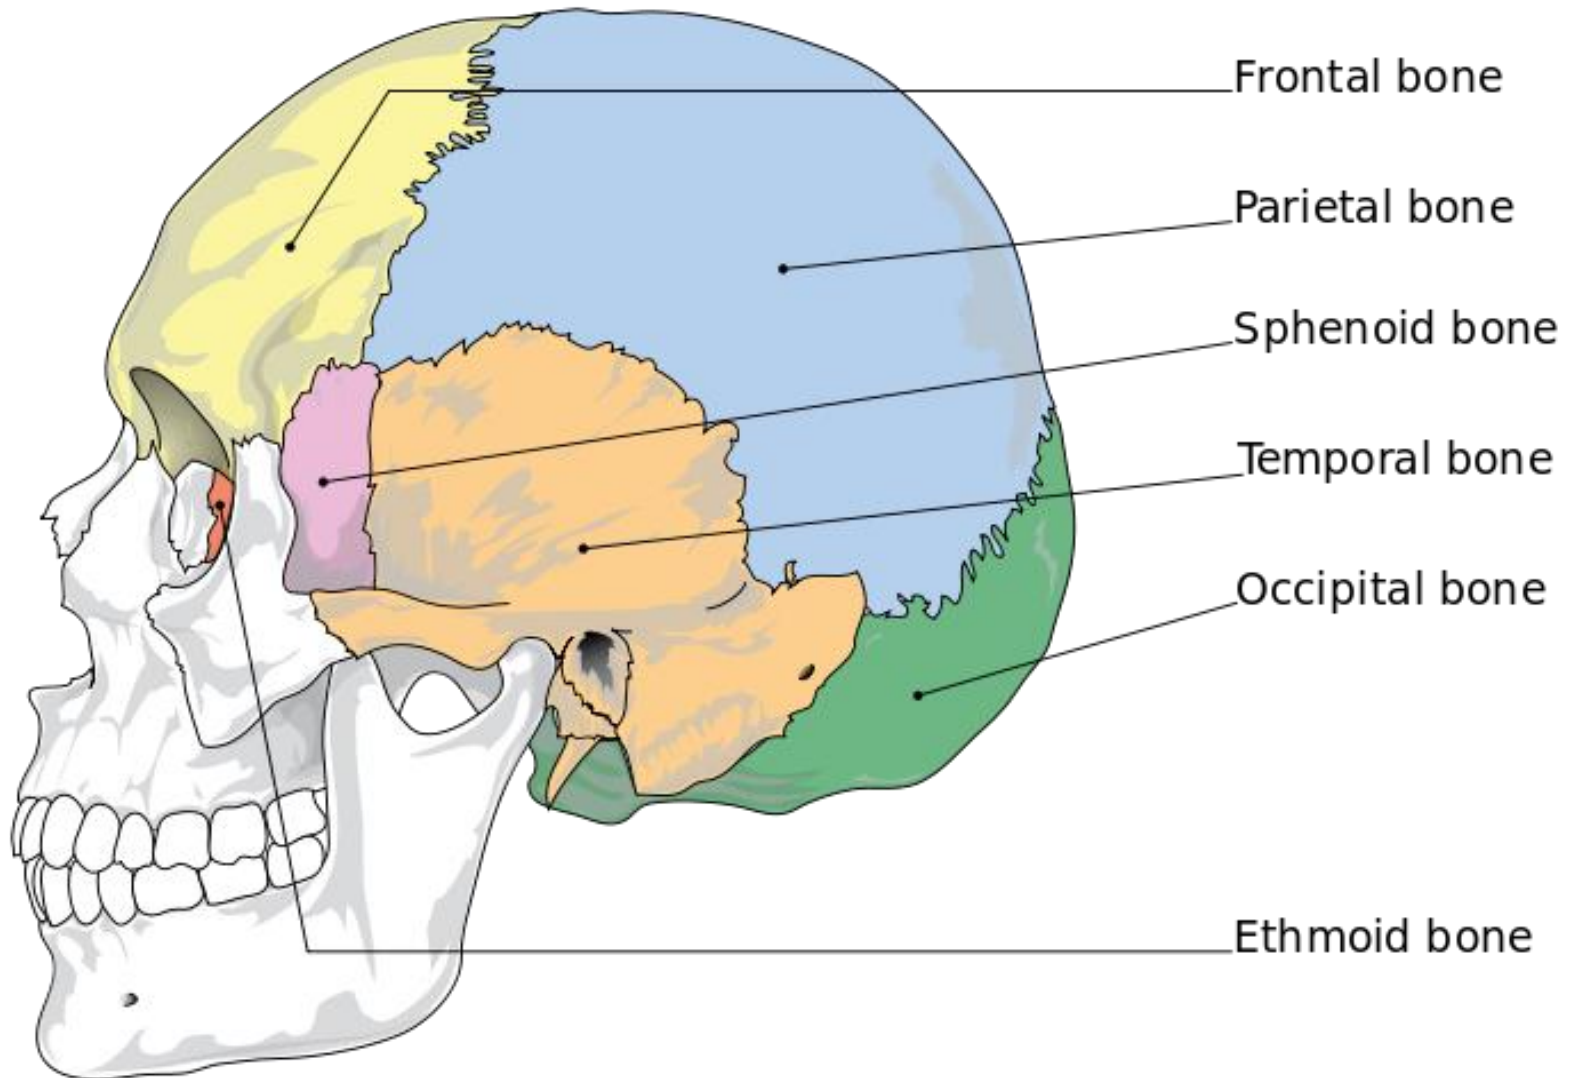 Frontal bone
Parietal bone
Sphenoid bone
Temporal bone
Occipital bone
Ethmoid bone